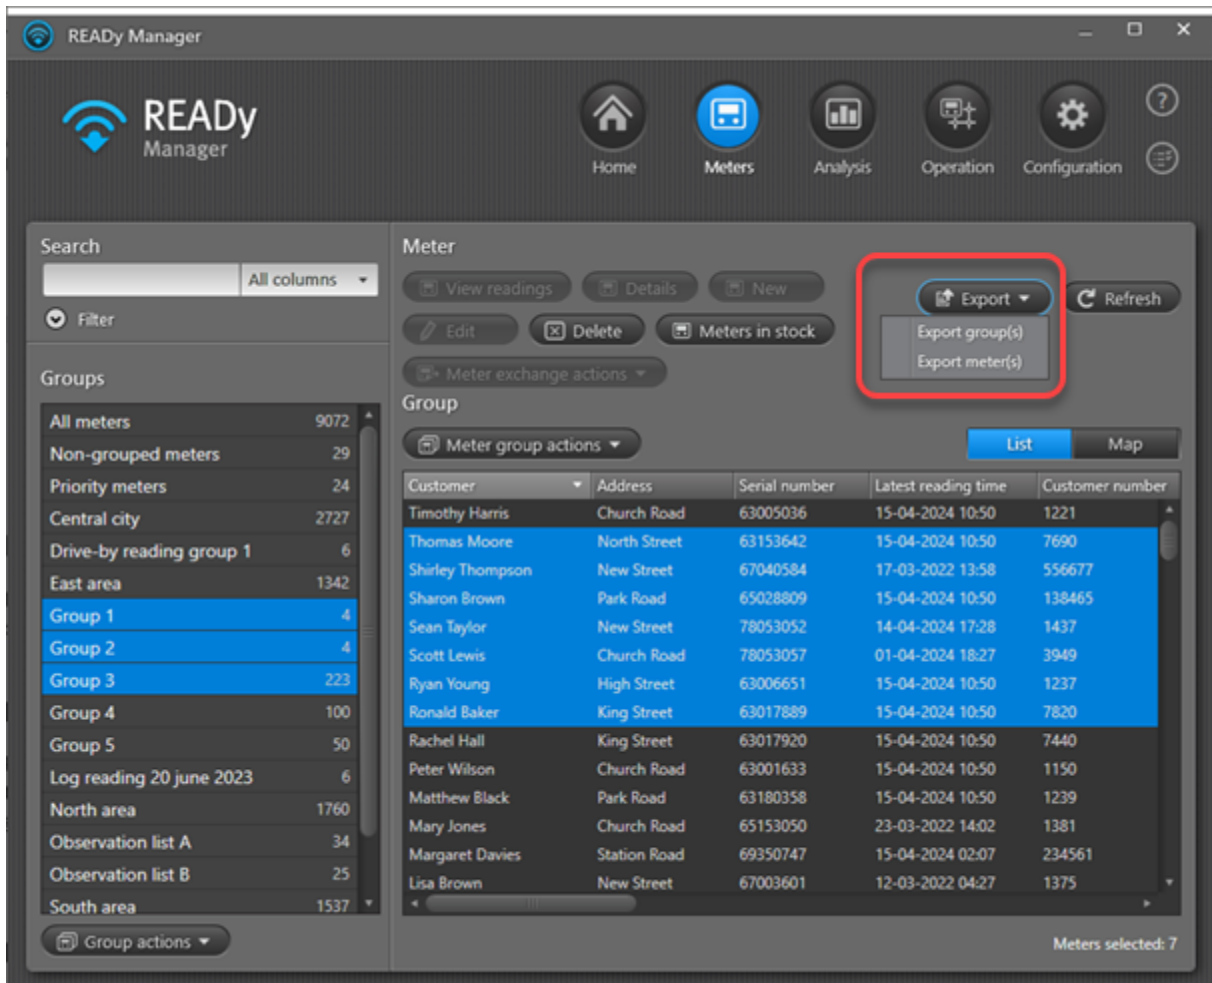 READy Manager
READy
Manager
Home Meters Analysis Operation Configuration
?
Search
All columns
Filter
Groups
All meters 9072
Non-grouped meters 29
Priority meters 24
Central city 2727
Drive-by reading group 1 6
East area 1342
Group 1 4
Group 2 4
Group 3 223
Group 4 100
Group 5 50
Log reading 20 june 2023 6
North area 1760
Observation list A 34
Observation list B 25
South area 1537
Group actions
Meter
View readings Details New
Export Refresh
Edit Delete Meters in stock
Export group(s)
Export meter(s)
Meter exchange actions
Group
Meter group actions
List Map
Customer Address Serial number Latest reading time Customer number
Timothy Harris Church Road 63005036 15-04-2024 10:50 1221
Thomas Moore North Street 63153642 15-04-2024 10:50 7690
Shirley Thompson New Street 67040584 17-03-2022 13:58 556677
Sharon Brown Park Road 65028809 15-04-2024 10:50 138465
Sean Taylor New Street 78053052 14-04-2024 17:28 1437
Scott Lewis Church Road 78053057 01-04-2024 18:27 3949
Ryan Young High Street 63006651 15-04-2024 10:50 1237
Ronald Baker King Street 63017889 15-04-2024 10:50 7820
Rachel Hall King Street 63017920 15-04-2024 10:50 7440
Peter Wilson Church Road 63001633 15-04-2024 10:50 1150
Matthew Black Park Road 63180358 15-04-2024 10:50 1239
Mary Jones Church Road 65153050 23-03-2022 14:02 1381
Margaret Davies Station Road 69350747 15-04-2024 02:07 234561
Lisa Brown New Street 67003601 12-03-2022 04:27 1375
Meters selected: 7